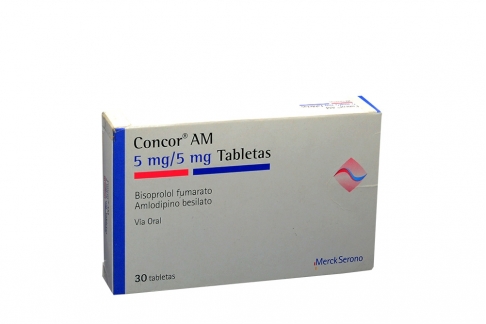 Concor® AM
5 mg/5 mg Tabletas
Bisoprolol fumarato
Amlodipino besilato
Vía Oral
30 tabletas
MerckSerono